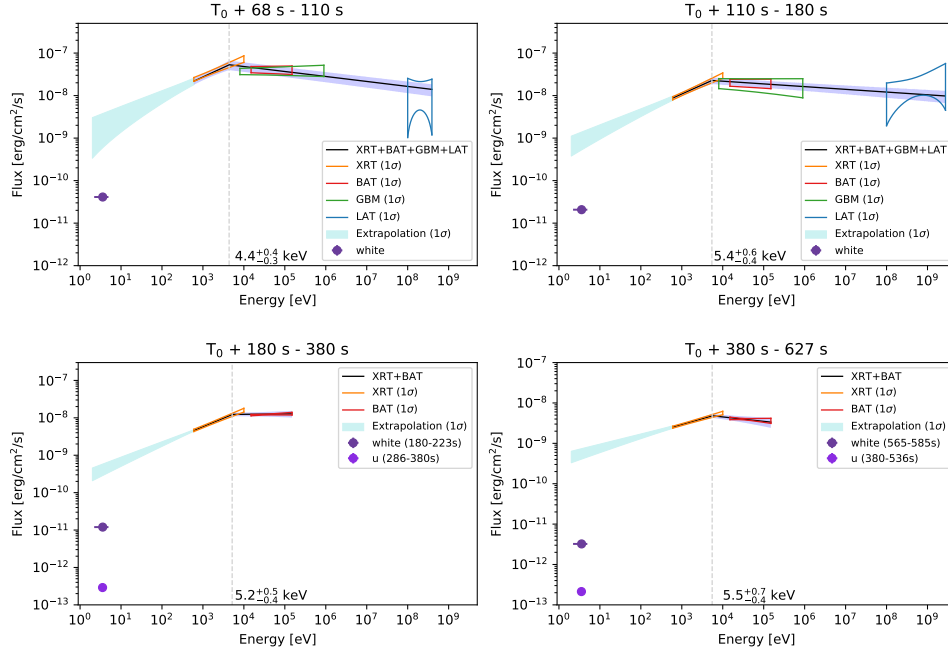 T₀ + 68 s - 110 s
Flux [erg/cm²/s]
10⁻⁷
10⁻⁸
10⁻⁹
10⁻¹⁰
10⁻¹¹
10⁻¹²
XRT+BAT+GBM+LAT
XRT (1σ)
BAT (1σ)
GBM (1σ)
LAT (1σ)
Extrapolation (1σ)
white
4.4⁺⁰·⁴₋₀.₃ keV
10⁰ 10¹ 10² 10³ 10⁴ 10⁵ 10⁶ 10⁷ 10⁸ 10⁹
Energy [eV]
T₀ + 110 s - 180 s
Flux [erg/cm²/s]
10⁻⁷
10⁻⁸
10⁻⁹
10⁻¹⁰
10⁻¹¹
10⁻¹²
XRT+BAT+GBM+LAT
XRT (1σ)
BAT (1σ)
GBM (1σ)
LAT (1σ)
Extrapolation (1σ)
white
5.4⁺⁰·⁶₋₀.₄ keV
10⁰ 10¹ 10² 10³ 10⁴ 10⁵ 10⁶ 10⁷ 10⁸ 10⁹
Energy [eV]
T₀ + 180 s - 380 s
Flux [erg/cm²/s]
10⁻⁷
10⁻⁸
10⁻⁹
10⁻¹⁰
10⁻¹¹
10⁻¹²
10⁻¹³
XRT+BAT
XRT (1σ)
BAT (1σ)
Extrapolation (1σ)
white (180-223s)
u (286-380s)
5.2⁺⁰·⁵₋₀.₄ keV
10⁰ 10¹ 10² 10³ 10⁴ 10⁵ 10⁶ 10⁷ 10⁸ 10⁹
Energy [eV]
T₀ + 380 s - 627 s
Flux [erg/cm²/s]
10⁻⁷
10⁻⁸
10⁻⁹
10⁻¹⁰
10⁻¹¹
10⁻¹²
10⁻¹³
XRT+BAT
XRT (1σ)
BAT (1σ)
Extrapolation (1σ)
white (565-585s)
u (380-536s)
5.5⁺⁰·⁷₋₀.₄ keV
10⁰ 10¹ 10² 10³ 10⁴ 10⁵ 10⁶ 10⁷ 10⁸ 10⁹
Energy [eV]